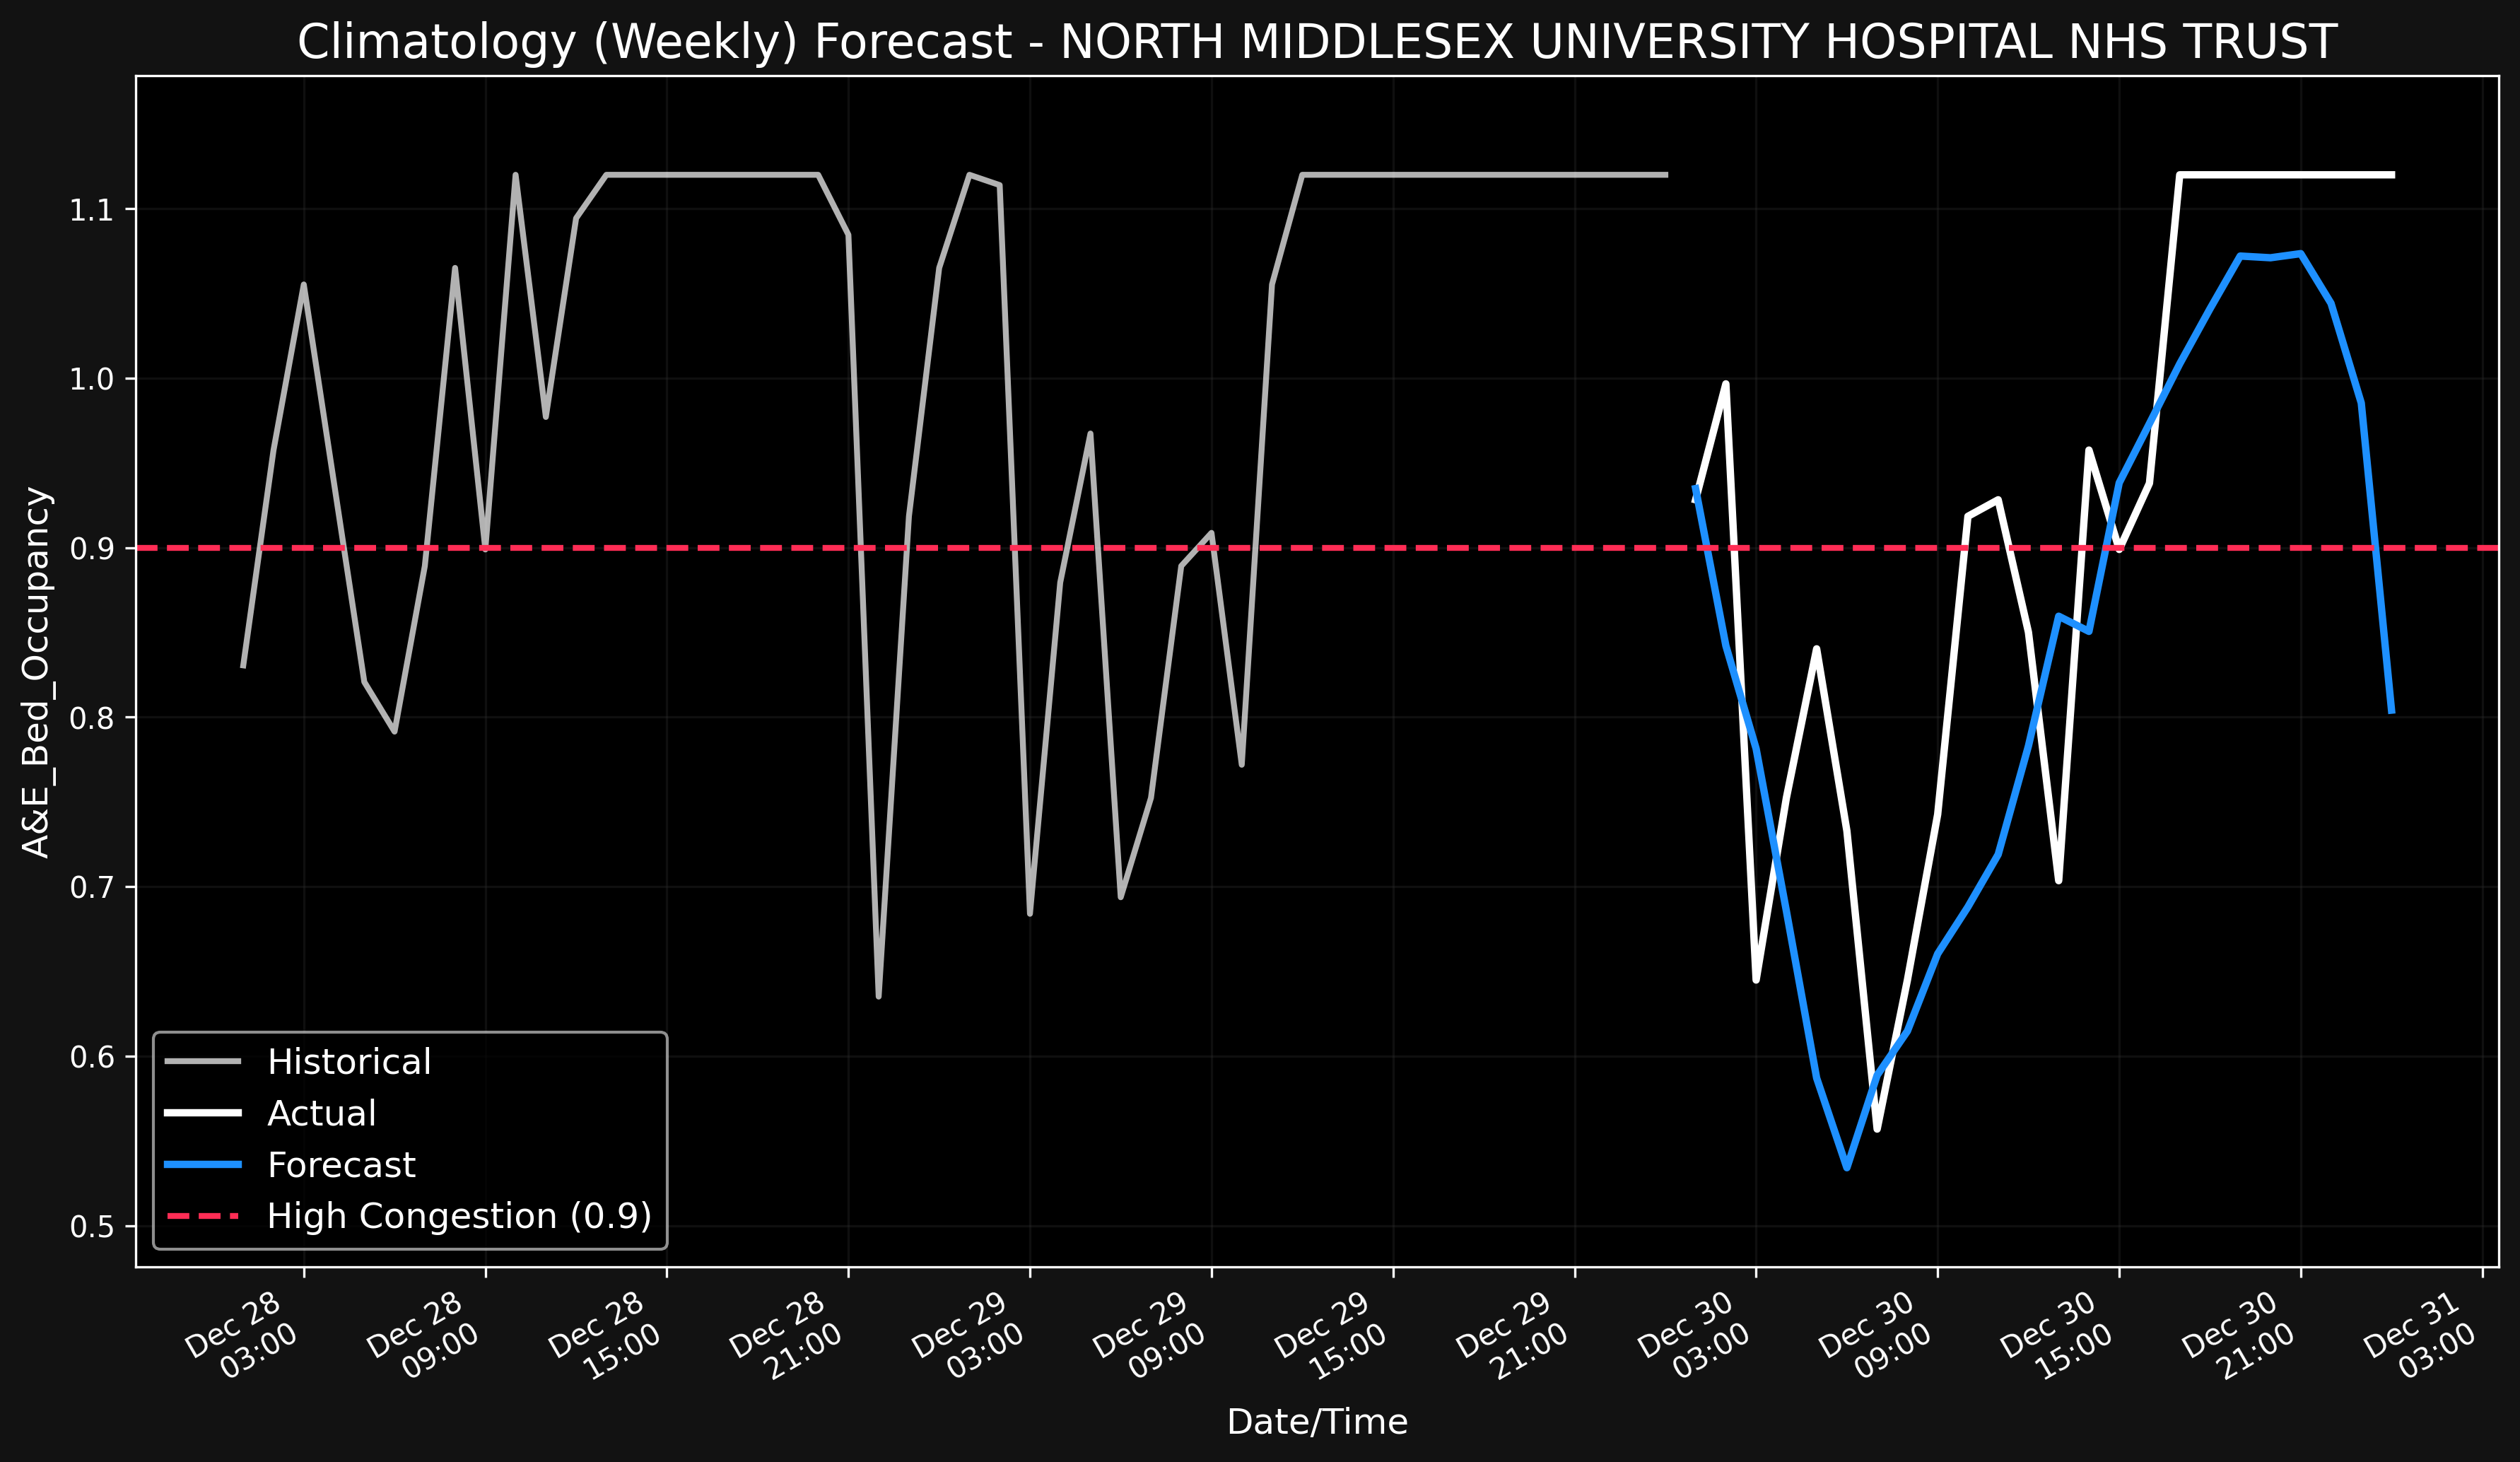 Climatology (Weekly) Forecast - NORTH MIDDLESEX UNIVERSITY HOSPITAL NHS TRUST
A&E_Bed_Occupancy
1.1
1.0
0.9
0.8
0.7
0.6
0.5
Historical
Actual
Forecast
High Congestion (0.9)
Dec 28
03:00
Dec 28
09:00
Dec 28
15:00
Dec 28
21:00
Dec 29
03:00
Dec 29
09:00
Dec 29
15:00
Dec 29
21:00
Dec 30
03:00
Dec 30
09:00
Dec 30
15:00
Dec 30
21:00
Dec 31
03:00
Date/Time